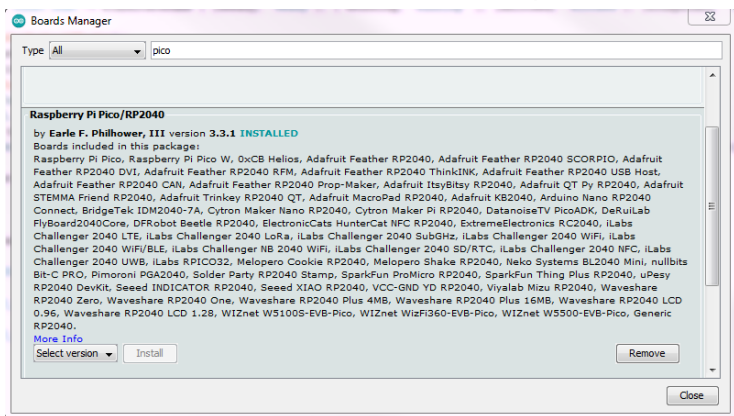 Boards Manager
Type All pico
Raspberry Pi Pico/RP2040
by Earle F. Philhower, III version 3.3.1 INSTALLED
Boards included in this package:
Raspberry Pi Pico, Raspberry Pi Pico W, 0xCB Helios, Adafruit Feather RP2040, Adafruit Feather RP2040 SCORPIO, Adafruit
Feather RP2040 DVI, Adafruit Feather RP2040 RFM, Adafruit Feather RP2040 ThinkINK, Adafruit Feather RP2040 USB Host,
Adafruit Feather RP2040 CAN, Adafruit Feather RP2040 Prop-Maker, Adafruit ItsyBitsy RP2040, Adafruit QT Py RP2040, Adafruit
STEMMA Friend RP2040, Adafruit Trinkey RP2040 QT, Adafruit MacroPad RP2040, Adafruit KB2040, Arduino Nano RP2040
Connect, BridgeTek IDM2040-7A, Cytron Maker Nano RP2040, Cytron Maker Pi RP2040, DatanoiseTV PicoADK, DeRuiLab
FlyBoard2040Core, DFRobot Beetle RP2040, ElectronicCats HunterCat NFC RP2040, ExtremeElectronics RC2040, iLabs
Challenger 2040 LTE, iLabs Challenger 2040 LoRa, iLabs Challenger 2040 SubGHz, iLabs Challenger 2040 WiFi, iLabs
Challenger 2040 WiFi/BLE, iLabs Challenger NB 2040 WiFi, iLabs Challenger 2040 SD/RTC, iLabs Challenger 2040 NFC, iLabs
Challenger 2040 UWB, iLabs RPICO32, Melopero Cookie RP2040, Melopero Shake RP2040, Neko Systems BL2040 Mini, nullbits
Bit-C PRO, Pimoroni PGA2040, Solder Party RP2040 Stamp, SparkFun ProMicro RP2040, SparkFun Thing Plus RP2040, uPesy
RP2040 DevKit, Seeed INDICATOR RP2040, Seeed XIAO RP2040, VCC-GND YD RP2040, Viyalab Mizu RP2040, Waveshare
RP2040 Zero, Waveshare RP2040 One, Waveshare RP2040 Plus 4MB, Waveshare RP2040 Plus 16MB, Waveshare RP2040 LCD
0.96, Waveshare RP2040 LCD 1.28, WIZnet W5100S-EVB-Pico, WIZnet WizFi360-EVB-Pico, WIZnet W5500-EVB-Pico, Generic
RP2040.
More Info
Select version Install Remove
Close